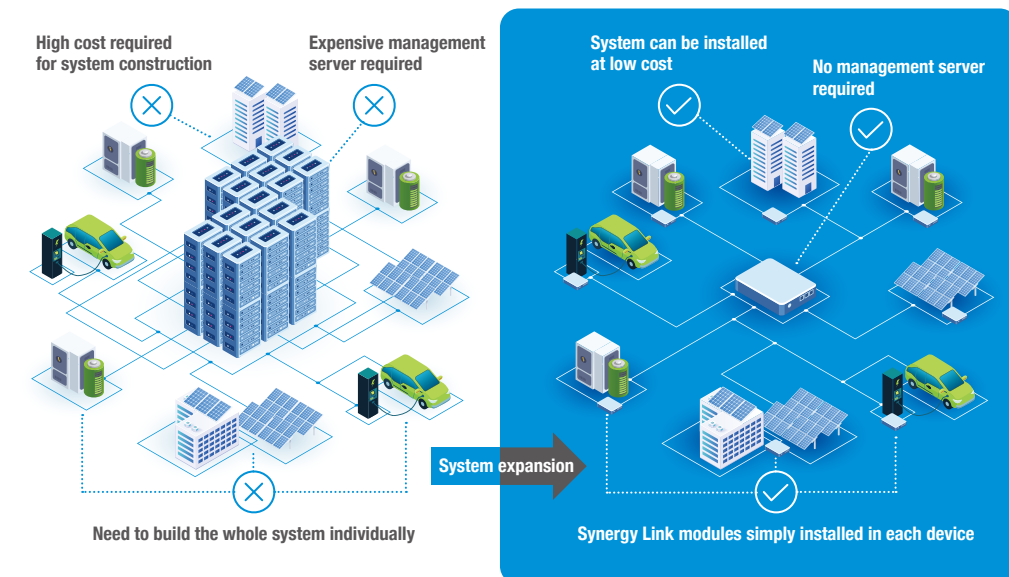 High cost required
for system construction
Expensive management
server required
System can be installed
at low cost
No management server
required
System expansion
Need to build the whole system individually
Synergy Link modules simply installed in each device